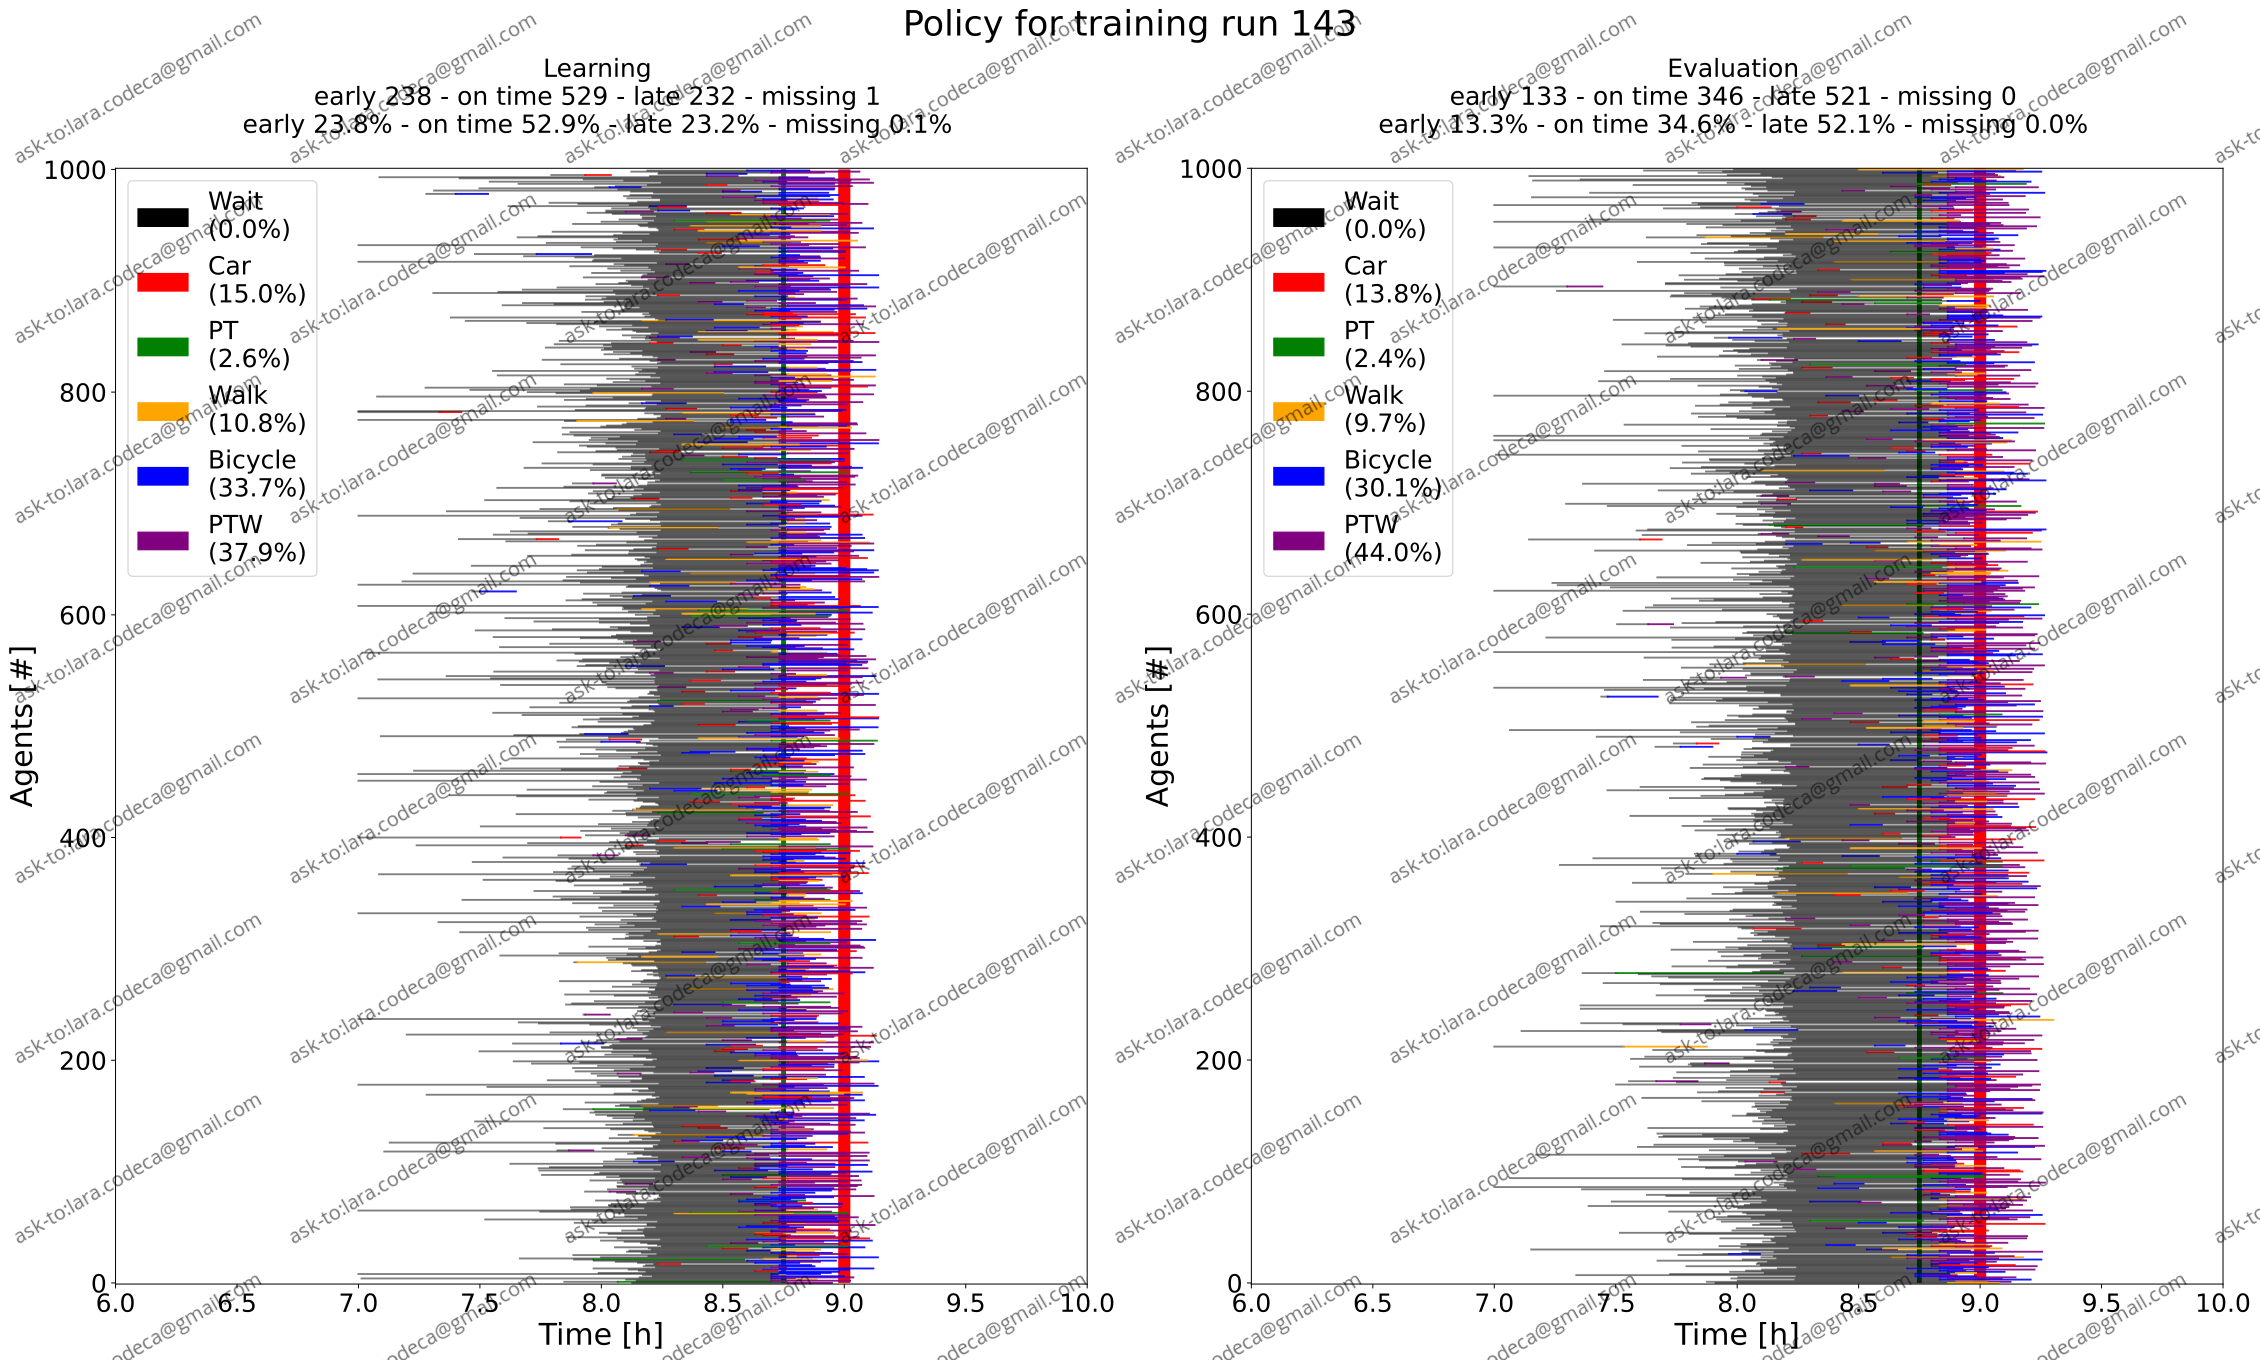 Policy for training run 143
Learning
early 238 - on time 529 - late 232 - missing 1
early 23.8% - on time 52.9% - late 23.2% - missing 0.1%
Agents [#]
1000
800
600
400
200
0
Wait
(0.0%)
Car
(15.0%)
PT
(2.6%)
Walk
(10.8%)
Bicycle
(33.7%)
PTW
(37.9%)
6.0 6.5 7.0 7.5 8.0 8.5 9.0 9.5 10.0
Time [h]
Evaluation
early 133 - on time 346 - late 521 - missing 0
early 13.3% - on time 34.6% - late 52.1% - missing 0.0%
Agents [#]
1000
800
600
400
200
0
Wait
(0.0%)
Car
(13.8%)
PT
(2.4%)
Walk
(9.7%)
Bicycle
(30.1%)
PTW
(44.0%)
6.0 6.5 7.0 7.5 8.0 8.5 9.0 9.5 10.0
Time [h]
ask-to:lara.codeca@gmail.com